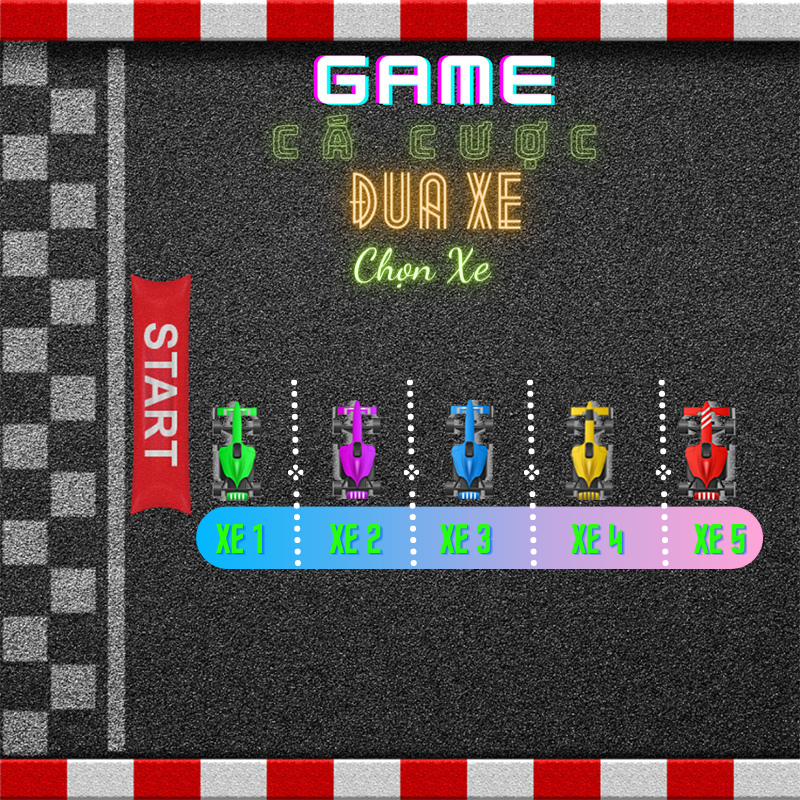 GAME
CÁ CƯỢC
ĐUA XE
Chọn Xe
START
XE 1 XE 2 XE 3 XE 4 XE 5